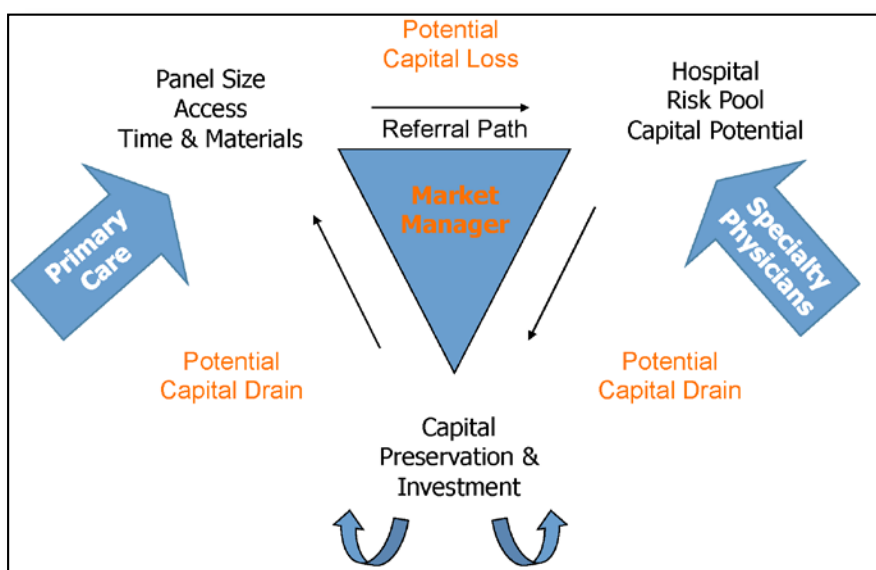 Potential
Capital Loss
Panel Size
Access
Time & Materials
Referral Path
Hospital
Risk Pool
Capital Potential
Market
Manager
Primary
Care
Specialty
Physicians
Potential
Capital Drain
Potential
Capital Drain
Capital
Preservation &
Investment